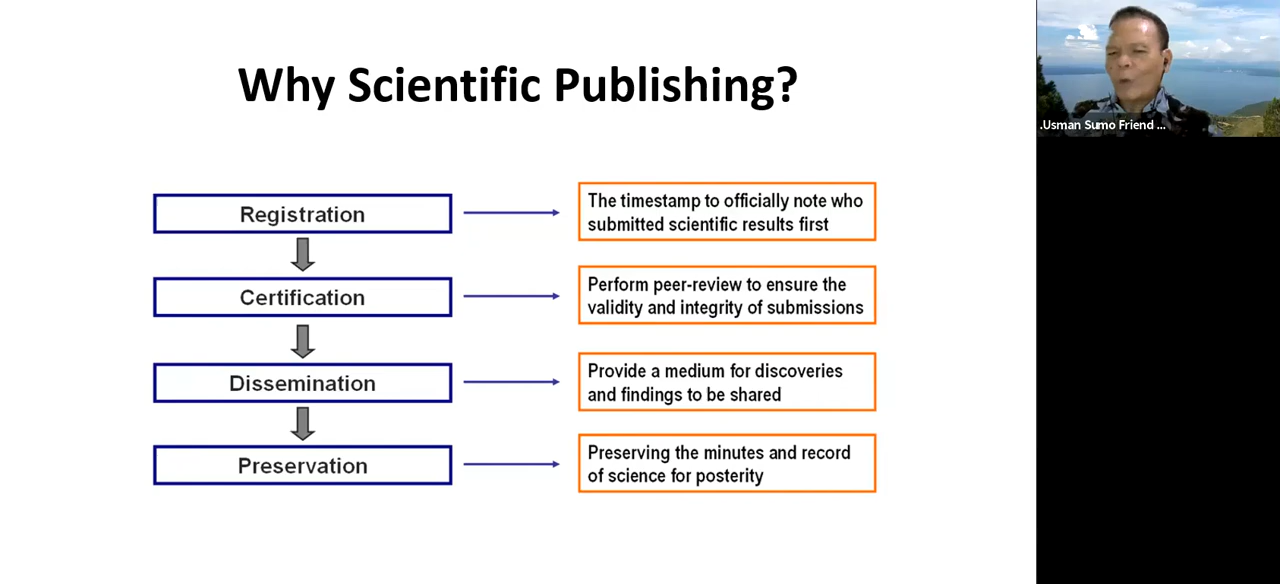 Why Scientific Publishing?
.Usman Sumo Friend ...
Registration
The timestamp to officially note who
submitted scientific results first
Certification
Perform peer-review to ensure the
validity and integrity of submissions
Dissemination
Provide a medium for discoveries
and findings to be shared
Preservation
Preserving the minutes and record
of science for posterity